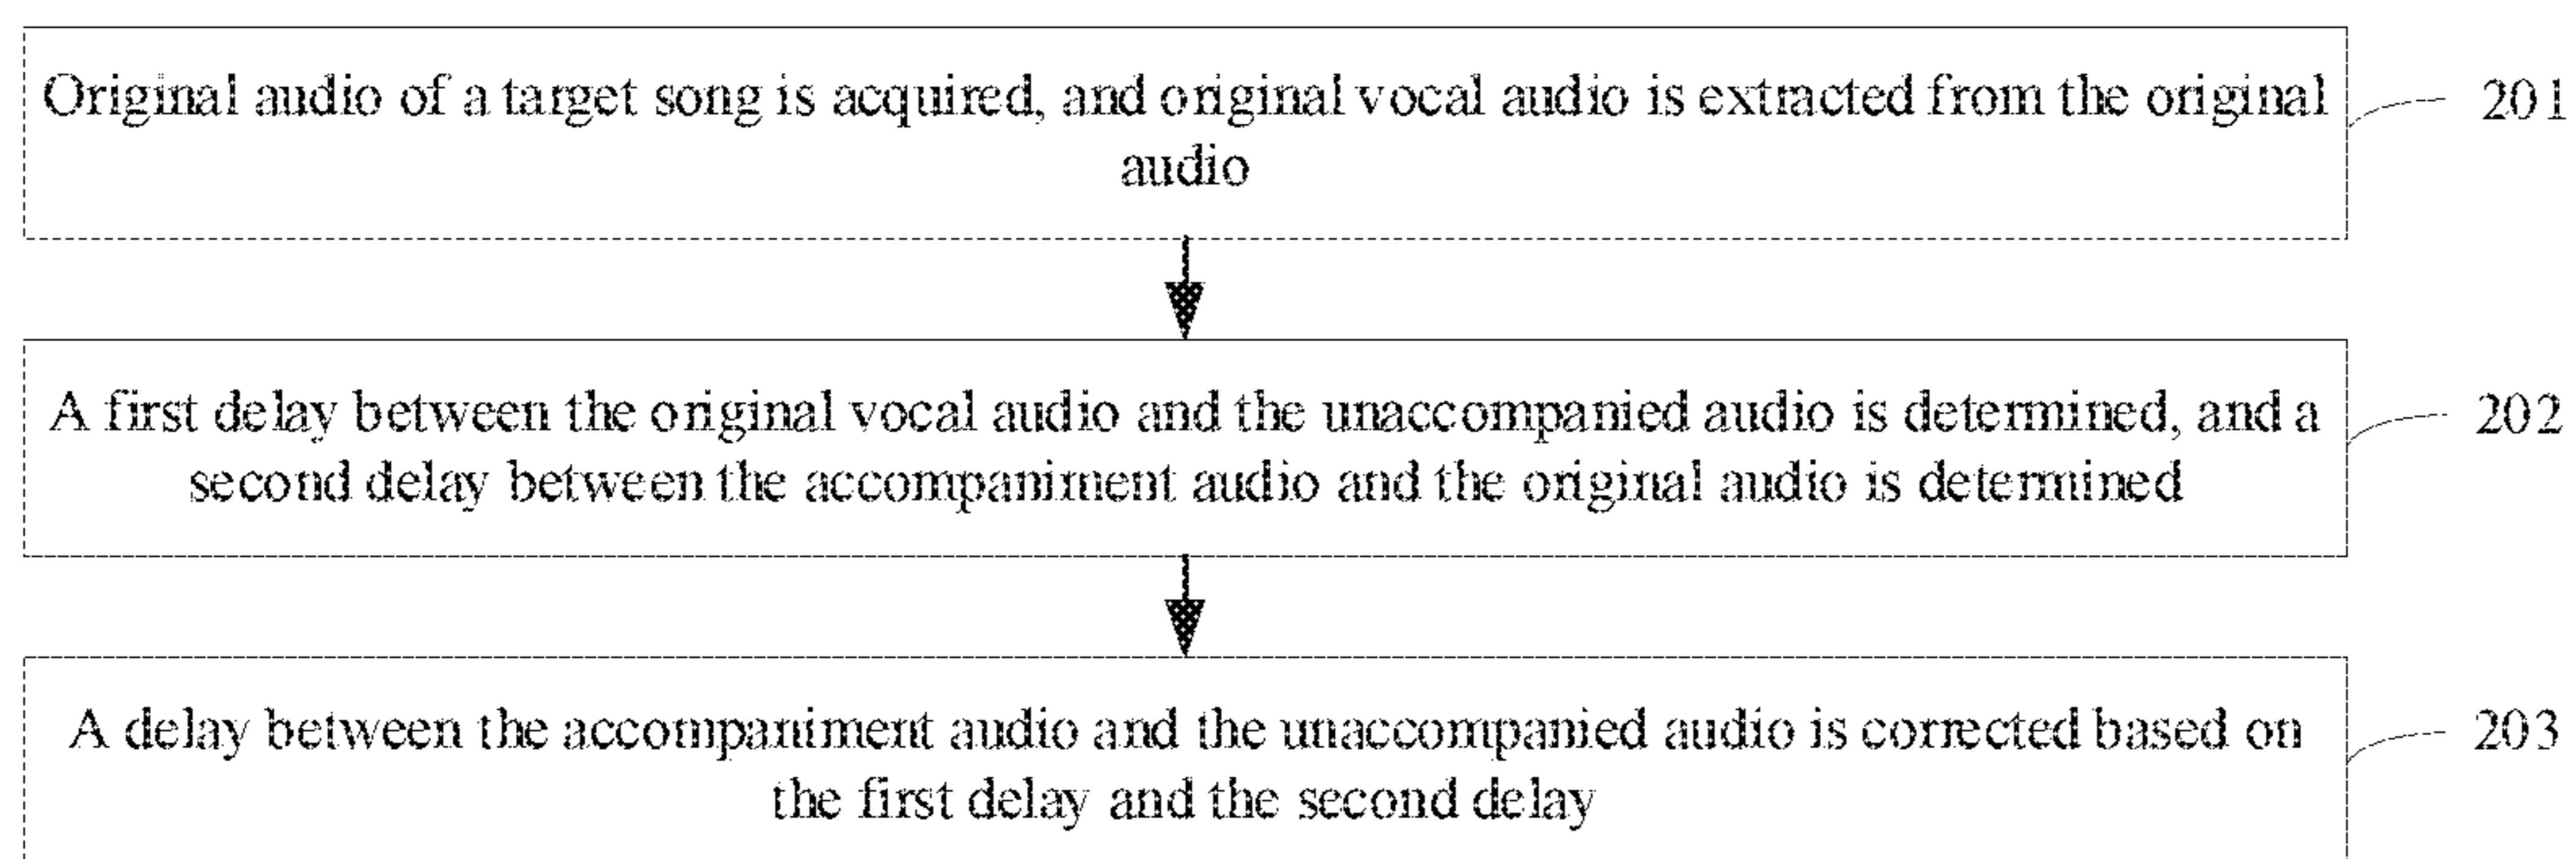 Original audio of a target song is acquired, and original vocal audio is extracted from the original
audio
201
A first delay between the original vocal audio and the unaccompanied audio is determined, and a
second delay between the accompaniment audio and the original audio is determined
202
A delay between the accompaniment audio and the unaccompanied audio is corrected based on
the first delay and the second delay
203